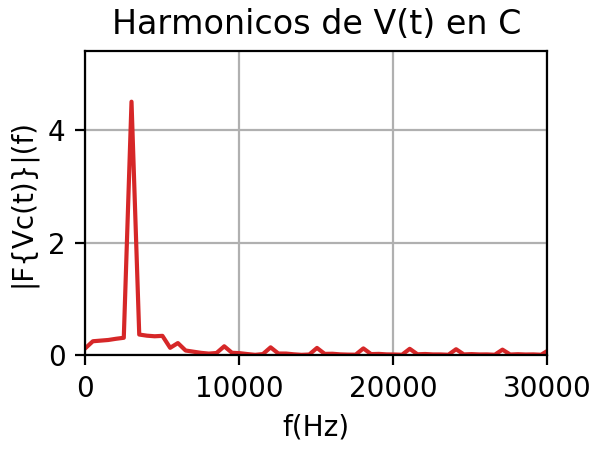 Harmonicos de V(t) en C
|F{Vc(t)}|(f)
4
2
0
0 10000 20000 30000
f(Hz)